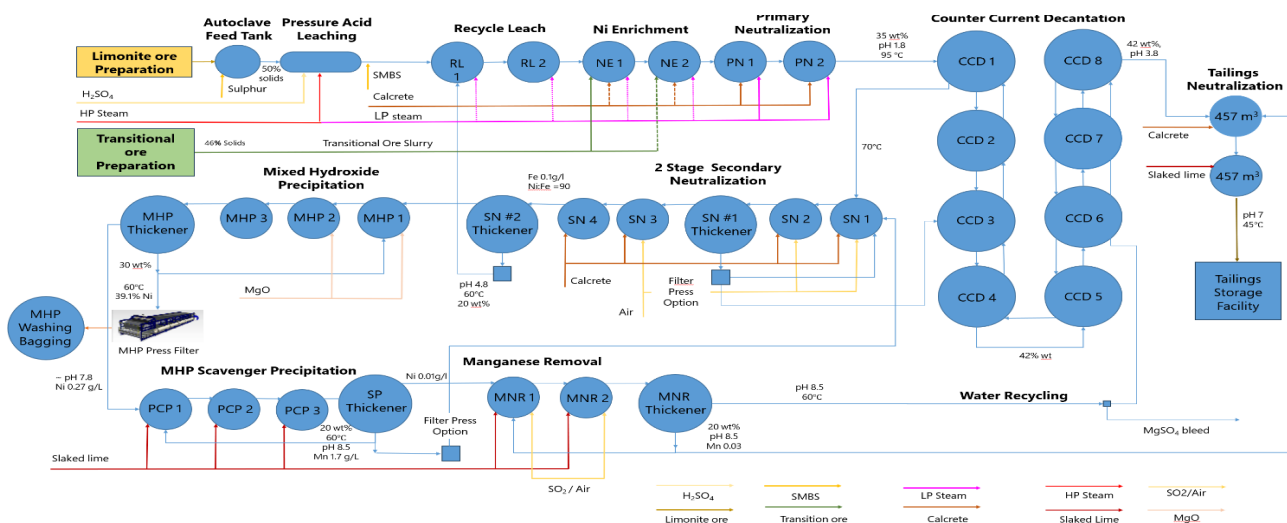 Autoclave
Feed Tank
Pressure Acid
Leaching
Recycle Leach
Ni Enrichment
Primary
Neutralization
Counter Current Decantation
Limonite ore
Preparation
50%
solids
Sulphur
SMBS
Calcrete
H₂SO₄
HP Steam
LP steam
RL
1
RL 2
NE 1
NE 2
PN 1
PN 2
35 wt%
pH 1.8
95 °C
CCD 1
CCD 8
42 wt%,
pH 3.8
Tailings
Neutralization
457 m³
Calcrete
Slaked lime
457 m³
pH 7
45°C
Tailings
Storage
Facility
Transitional
ore
Preparation
46% Solids
Transitional Ore Slurry
70°C
CCD 2
CCD 7
CCD 3
CCD 6
CCD 4
CCD 5
42% wt
Mixed Hydroxide
Precipitation
Fe 0.1g/l
Ni:Fe =90
2 Stage Secondary
Neutralization
MHP
Thickener
MHP 3
MHP 2
MHP 1
SN #2
Thickener
SN 4
SN 3
SN #1
Thickener
SN 2
SN 1
30 wt%
60°C
39.1% Ni
MgO
pH 4.8
60°C
20 wt%
Calcrete
Air
Filter
Press
Option
MHP
Washing
Bagging
MHP Press Filter
~ pH 7.8
Ni 0.27 g/L
MHP Scavenger Precipitation
Ni 0.01g/l
Manganese Removal
PCP 1
PCP 2
PCP 3
SP
Thickener
20 wt%
60°C
pH 8.5
Mn 1.7 g/L
Filter Press
Option
MNR 1
MNR 2
MNR
Thickener
20 wt%
pH 8.5
Mn 0.03
pH 8.5
60°C
Water Recycling
MgSO4 bleed
Slaked lime
SO₂ / Air
H₂SO₄
SMBS
LP Steam
HP Steam
SO2/Air
Limonite ore
Transition ore
Calcrete
Slaked Lime
MgO